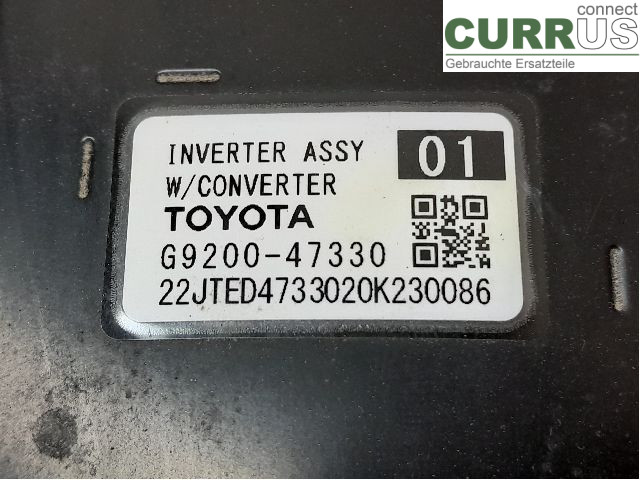 connect
CURRUS
Gebrauchte Ersatzteile
INVERTER ASSY
01
W/CONVERTER
TOYOTA
G9200-47330
22JTED4733020K230086